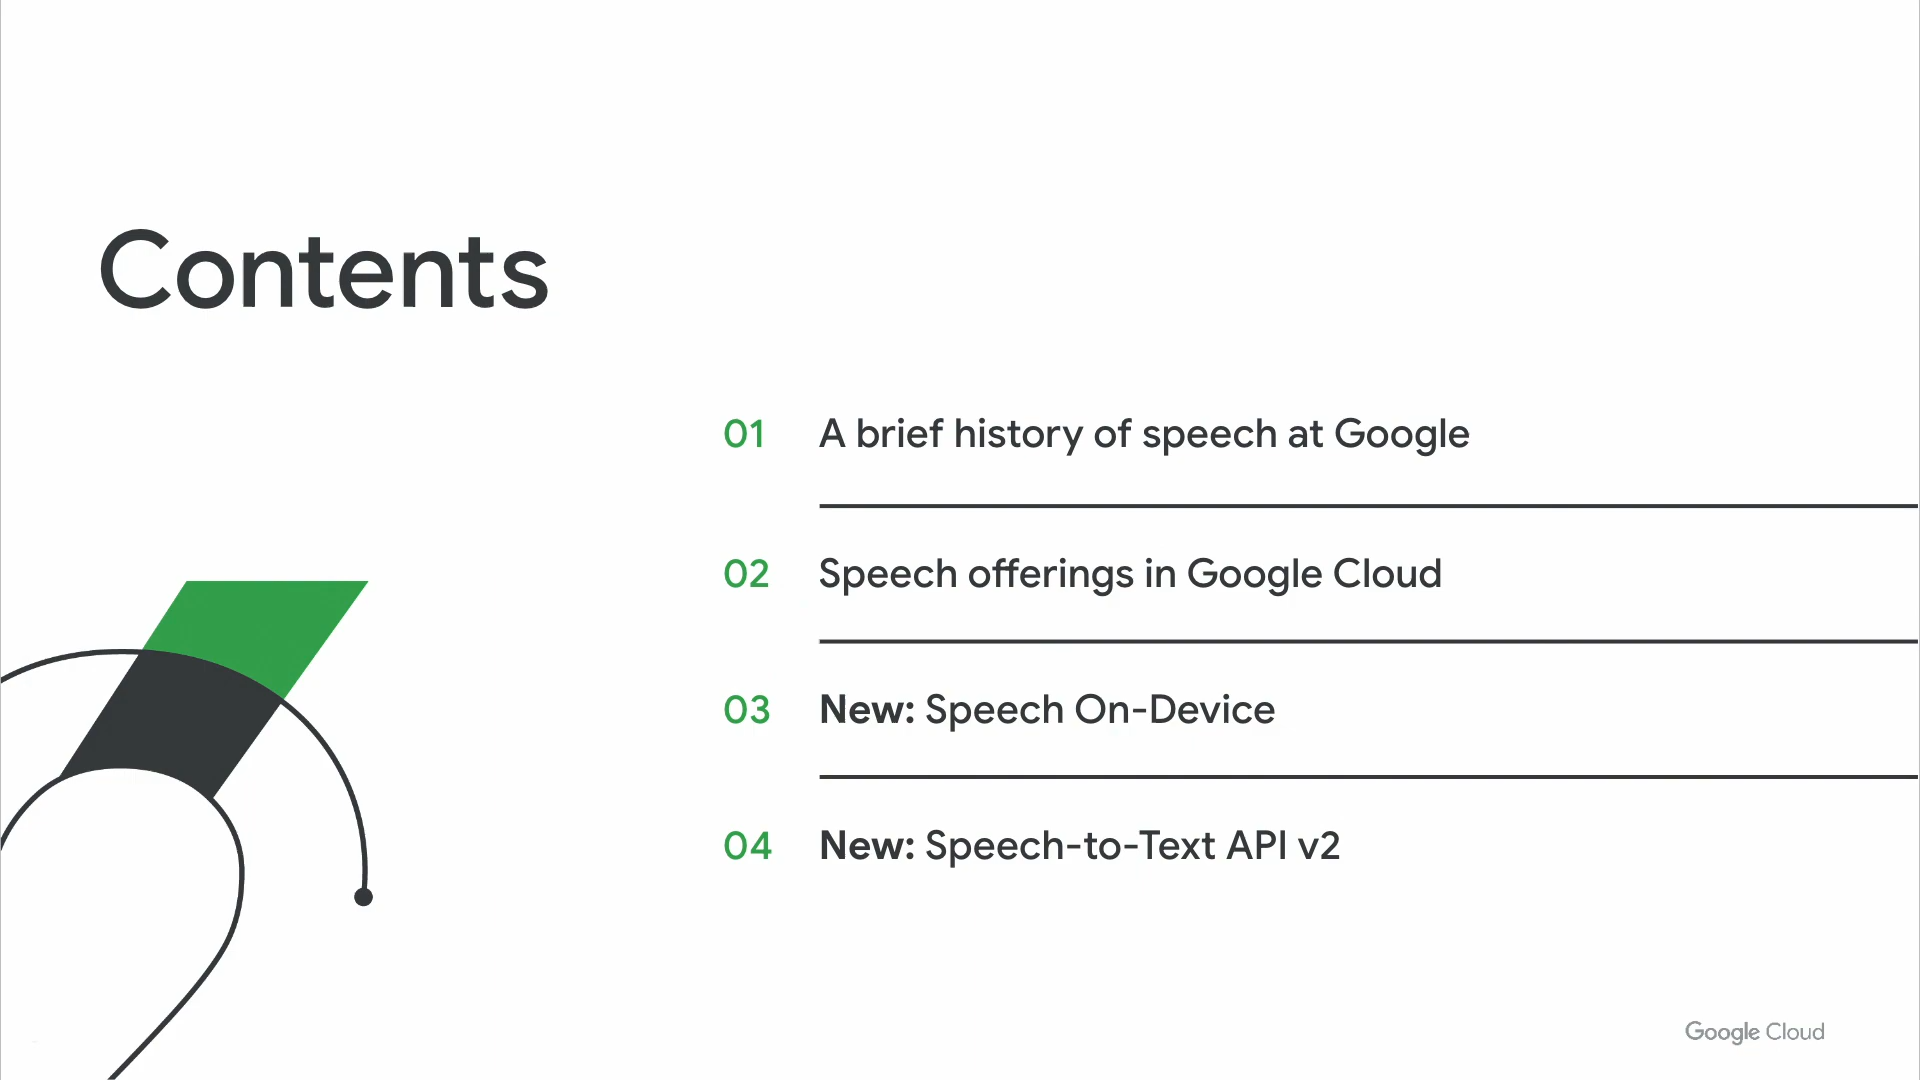 Contents
01 A brief history of speech at Google
02 Speech offerings in Google Cloud
03 New: Speech On-Device
04 New: Speech-to-Text API v2
Google Cloud